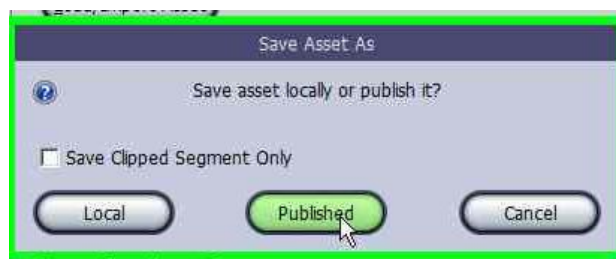 Save Asset As
Save asset locally or publish it?
Save Clipped Segment Only
Local
Published
Cancel